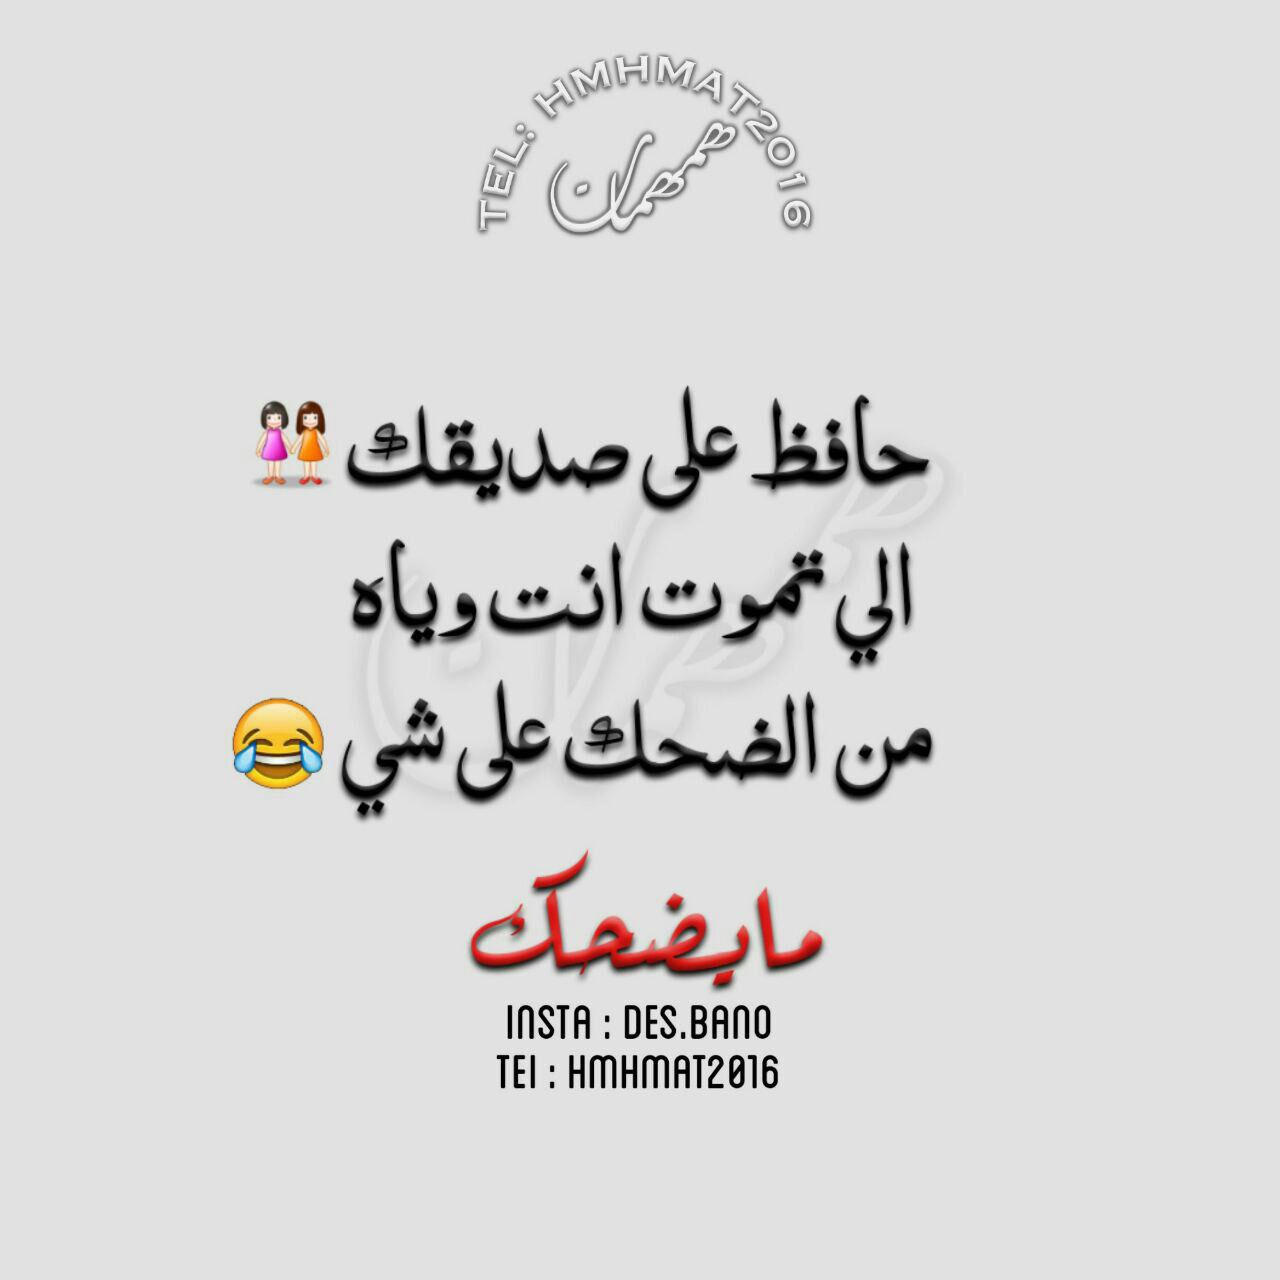 TEL: HMHMAT2016
همهمات
حافظ على صديقك 👭
الي تموت انت وياه
من الضحك على شي 😂
مايضحك
INSTA : DES.BANO
TEl : HMHMAT2016